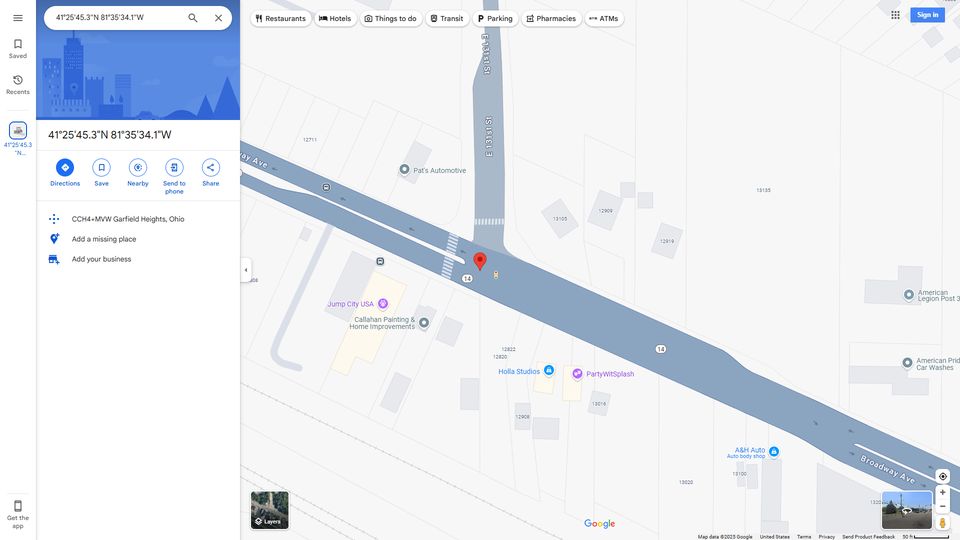 41°25'45.3"N 81°35'34.1"W
Restaurants
Hotels
Things to do
Transit
Parking
Pharmacies
ATMs
Sign in
Saved
Recents
41°25'45.3
"N...
41°25'45.3"N 81°35'34.1"W
Directions
Save
Nearby
Send to
phone
Share
CCH4+MVW Garfield Heights, Ohio
Add a missing place
Add your business
Get the
app
E 131st St
E 131st St
12711
way Ave
Pat's Automotive
13135
13105
12909
12919
14
Jump City USA
Callahan Painting &
Home Improvements
American
Legion Post 3
14
12822
12820
Holla Studios
PartyWitSplash
American Prid
Car Washes
13016
12908
A&H Auto
Auto body shop
13100
13020
Broadway Ave
Layers
Google
Map data ©2025 Google
United States
Terms
Privacy
Send Product Feedback
50 ft